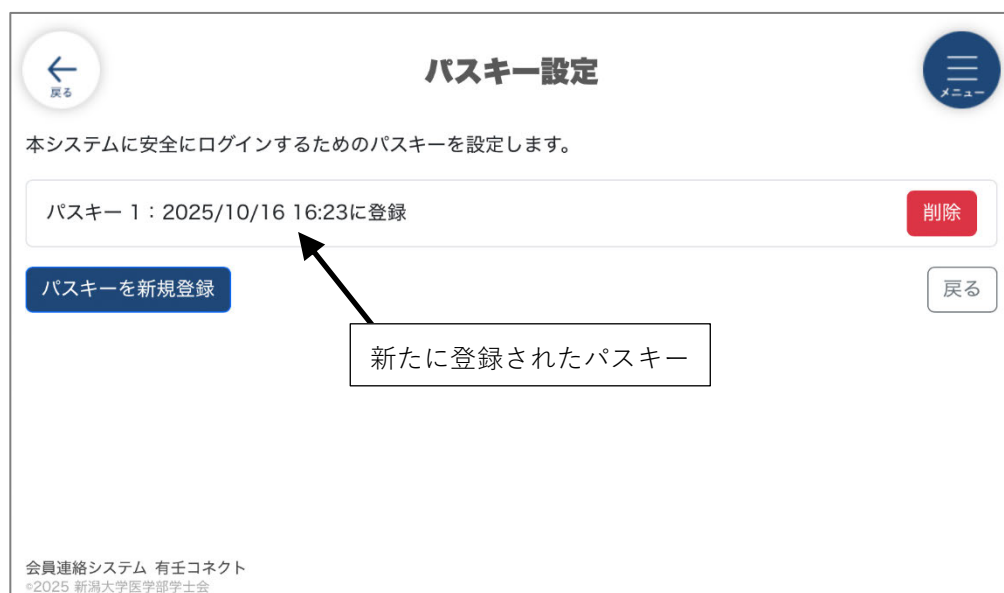 戻る
パスキー設定
メニュー
本システムに安全にログインするためのパスキーを設定します。
パスキー 1：2025/10/16 16:23に登録
削除
パスキーを新規登録
戻る
新たに登録されたパスキー
会員連絡システム 有壬コネクト
©2025 新潟大学医学部学士会